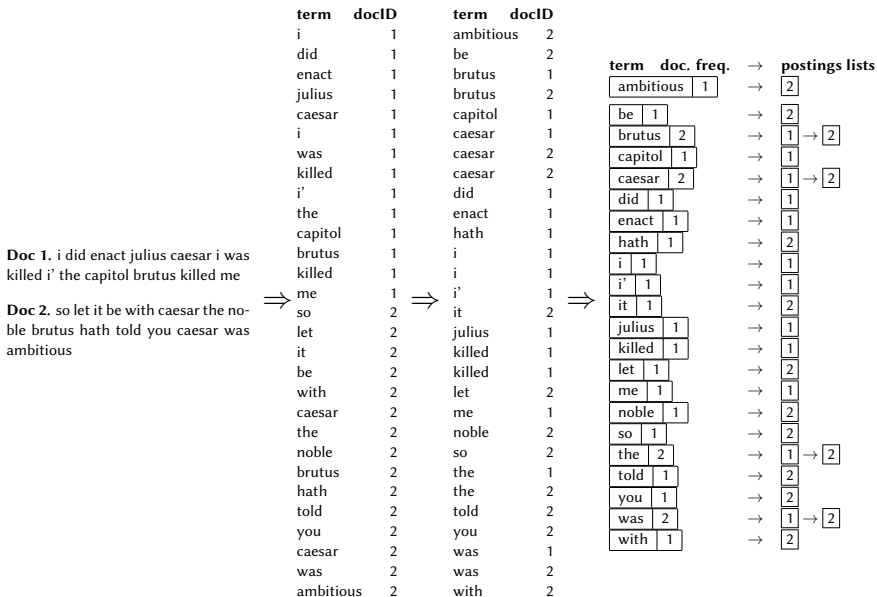 Doc 1. i did enact julius caesar i was
killed i' the capitol brutus killed me
Doc 2. so let it be with caesar the no-
ble brutus hath told you caesar was
ambitious
⇒
term docID
i 1
did 1
enact 1
julius 1
caesar 1
i 1
was 1
killed 1
i' 1
the 1
capitol 1
brutus 1
killed 1
me 1
so 2
let 2
it 2
be 2
with 2
caesar 2
the 2
noble 2
brutus 2
hath 2
told 2
you 2
caesar 2
was 2
ambitious 2
⇒
term docID
ambitious 2
be 2
brutus 1
brutus 2
capitol 1
caesar 1
caesar 2
caesar 2
did 1
enact 1
hath 1
i 1
i 1
i' 1
it 2
julius 1
killed 1
killed 1
let 2
me 1
noble 2
so 2
the 1
the 2
told 2
you 2
was 1
was 2
with 2
⇒
term doc. freq. → postings lists
ambitious 1 → 2
be 1 → 2
brutus 2 → 1 → 2
capitol 1 → 1
caesar 2 → 1 → 2
did 1 → 1
enact 1 → 1
hath 1 → 2
i 1 → 1
i' 1 → 1
it 1 → 2
julius 1 → 1
killed 1 → 1
let 1 → 2
me 1 → 1
noble 1 → 2
so 1 → 2
the 2 → 1 → 2
told 1 → 2
you 1 → 2
was 2 → 1 → 2
with 1 → 2